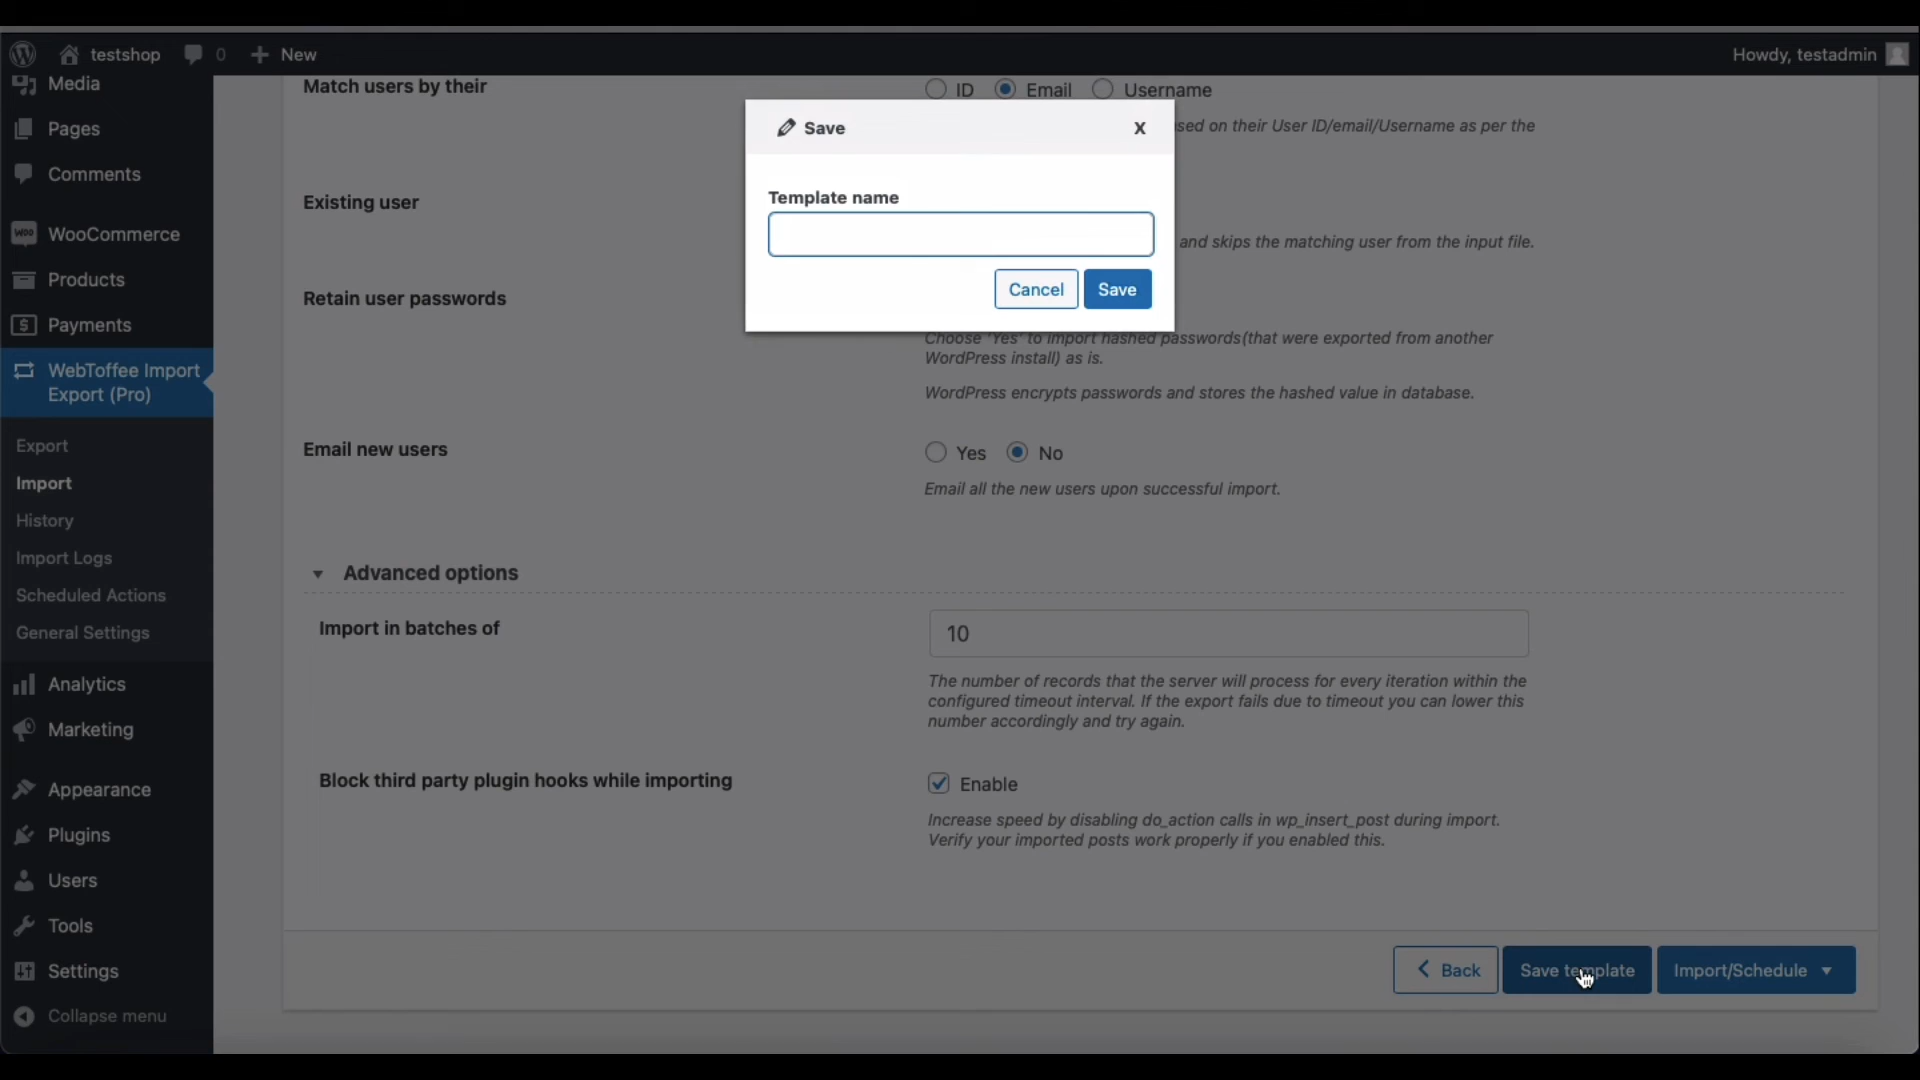 testshop 0 New Howdy, testadmin
Media
Pages
Comments
WooCommerce
Products
Payments
WebToffee Import
Export (Pro)
Export
Import
History
Import Logs
Scheduled Actions
General Settings
Analytics
Marketing
Appearance
Plugins
Users
Tools
Settings
Collapse menu
Match users by their
ID Email Username
sed on their User ID/email/Username as per the
Existing user
and skips the matching user from the input file.
Retain user passwords
Choose 'Yes' to import hashed passwords(that were exported from another
WordPress install) as is.
WordPress encrypts passwords and stores the hashed value in database.
Save X
Template name
Cancel Save
Email new users
Yes No
Email all the new users upon successful import.
Advanced options
Import in batches of
10
The number of records that the server will process for every iteration within the
configured timeout interval. If the export fails due to timeout you can lower this
number accordingly and try again.
Block third party plugin hooks while importing
Enable
Increase speed by disabling do_action calls in wp_insert_post during import.
Verify your imported posts work properly if you enabled this.
Back Save template Import/Schedule